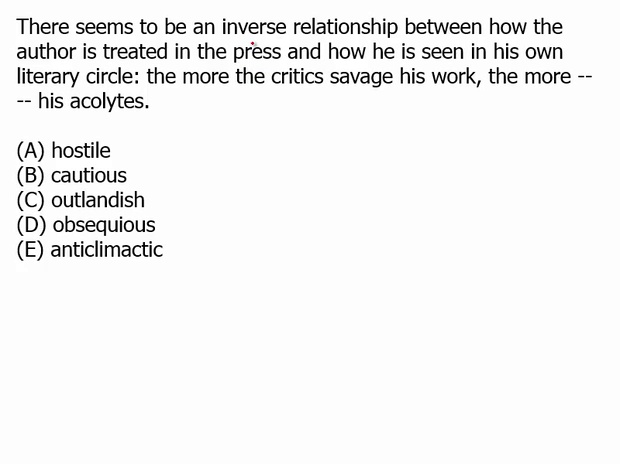 There seems to be an inverse relationship between how the
author is treated in the press and how he is seen in his own
literary circle: the more the critics savage his work, the more --
-- his acolytes.
(A) hostile
(B) cautious
(C) outlandish
(D) obsequious
(E) anticlimactic